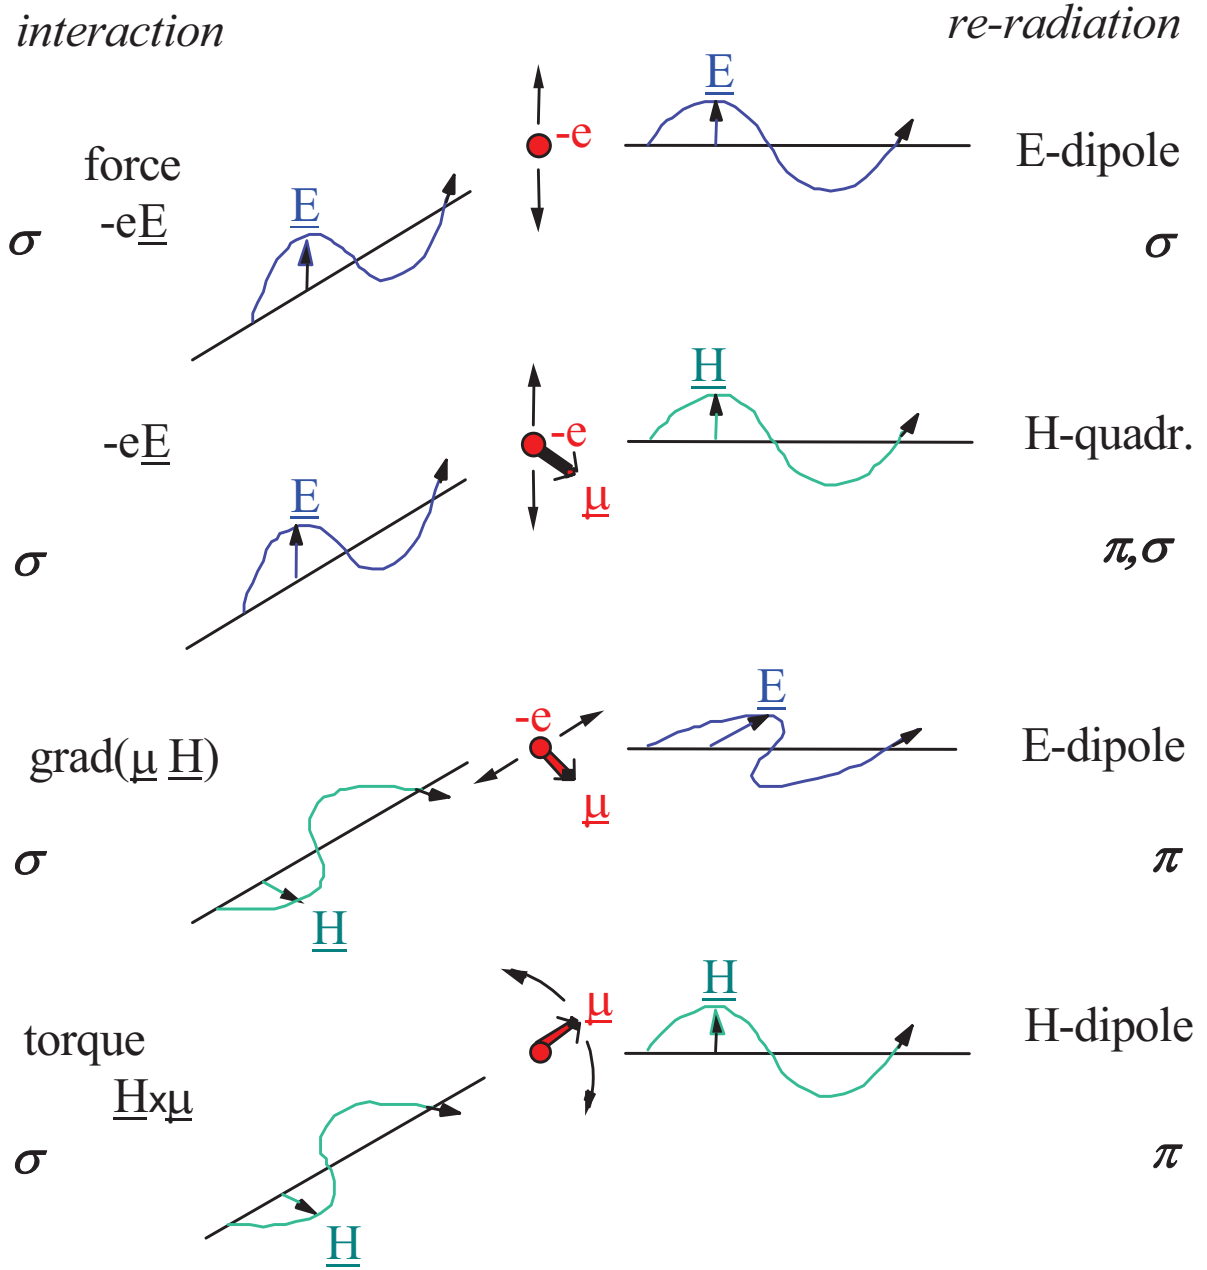 interaction
re-radiation
force
-eE
σ
E
-e
E
E-dipole
σ
-eE
σ
E
-e
μ
H
H-quadr.
π,σ
grad(μ H)
σ
H
-e
μ
E
E-dipole
π
torque
Hxμ
σ
H
μ
H
H-dipole
π